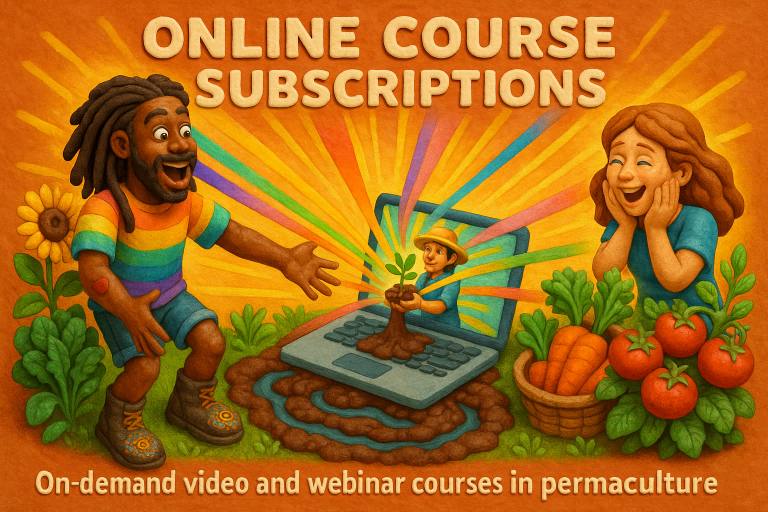 ONLINE COURSE
SUBSCRIPTIONS
On-demand video and webinar courses in permaculture